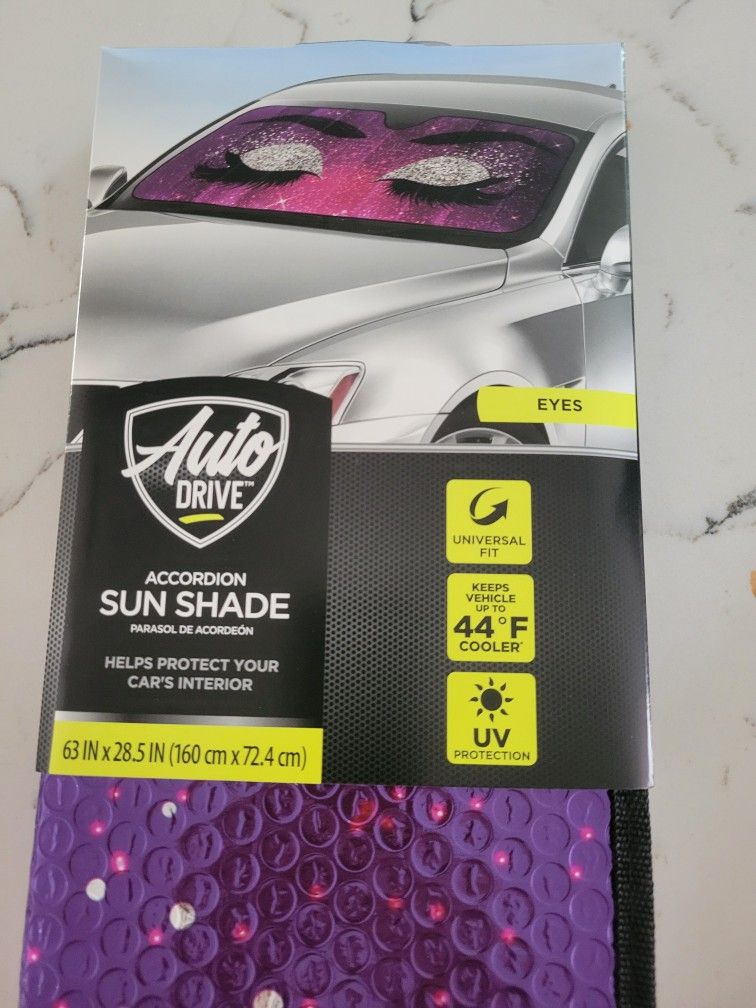 EYES
Auto
DRIVE™
ACCORDION
SUN SHADE
PARASOL DE ACORDEÓN
HELPS PROTECT YOUR
CAR'S INTERIOR
63 IN x 28.5 IN (160 cm x 72.4 cm)
UNIVERSAL
FIT
KEEPS
VEHICLE
UP TO
44°F
COOLER*
UV
PROTECTION